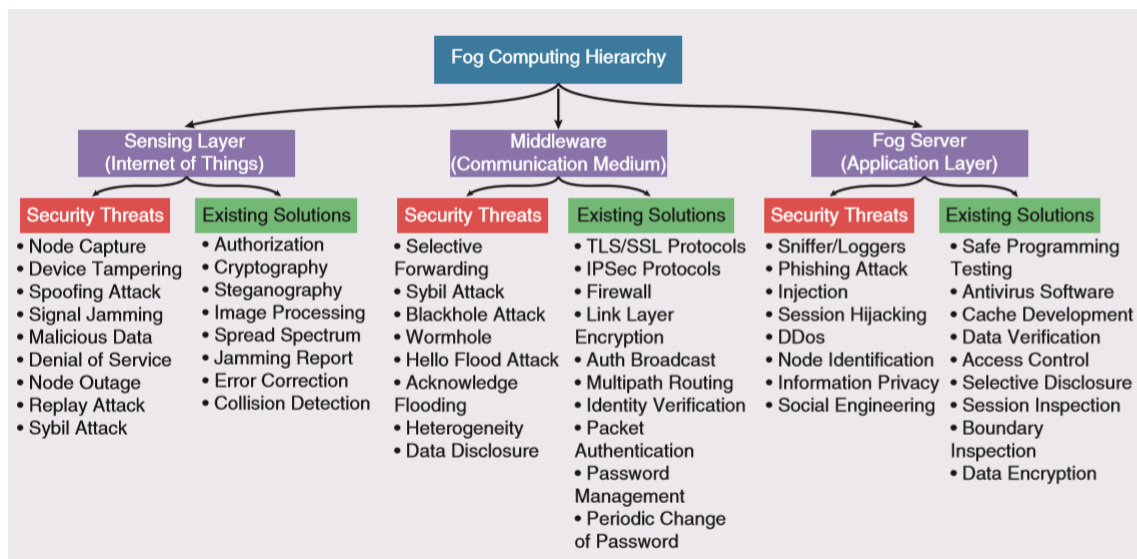 Fog Computing Hierarchy
Sensing Layer
(Internet of Things)
Middleware
(Communication Medium)
Fog Server
(Application Layer)
Security Threats
• Node Capture
• Device Tampering
• Spoofing Attack
• Signal Jamming
• Malicious Data
• Denial of Service
• Node Outage
• Replay Attack
• Sybil Attack
Existing Solutions
• Authorization
• Cryptography
• Steganography
• Image Processing
• Spread Spectrum
• Jamming Report
• Error Correction
• Collision Detection
Security Threats
• Selective
Forwarding
• Sybil Attack
• Blackhole Attack
• Wormhole
• Hello Flood Attack
• Acknowledge
Flooding
• Heterogeneity
• Data Disclosure
Existing Solutions
• TLS/SSL Protocols
• IPSec Protocols
• Firewall
• Link Layer
Encryption
• Auth Broadcast
• Multipath Routing
• Identity Verification
• Packet
Authentication
• Password
Management
• Periodic Change
of Password
Security Threats
• Sniffer/Loggers
• Phishing Attack
• Injection
• Session Hijacking
• DDos
• Node Identification
• Information Privacy
• Social Engineering
Existing Solutions
• Safe Programming
Testing
• Antivirus Software
• Cache Development
• Data Verification
• Access Control
• Selective Disclosure
• Session Inspection
• Boundary
Inspection
• Data Encryption